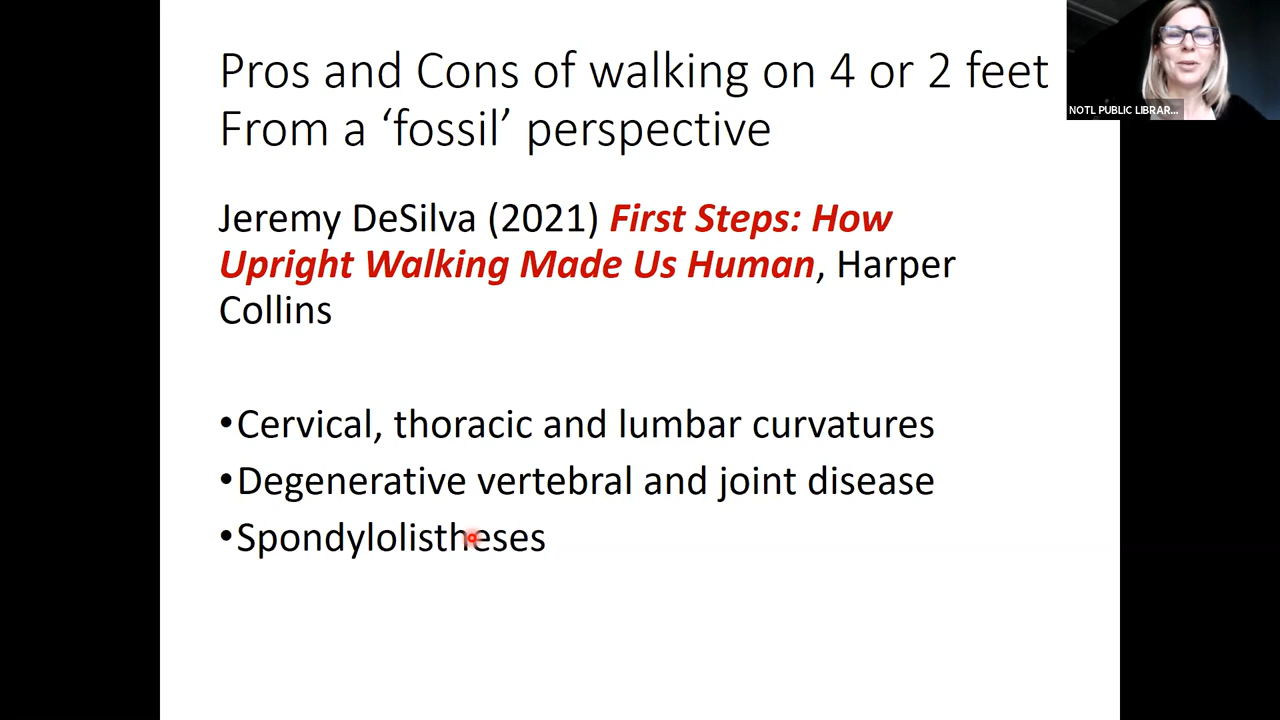 Pros and Cons of walking on 4 or 2 feet
From a ‘fossil’ perspective
Jeremy DeSilva (2021) First Steps: How
Upright Walking Made Us Human, Harper
Collins
•Cervical, thoracic and lumbar curvatures
•Degenerative vertebral and joint disease
•Spondylolistheses
NOTL PUBLIC LIBRAR...